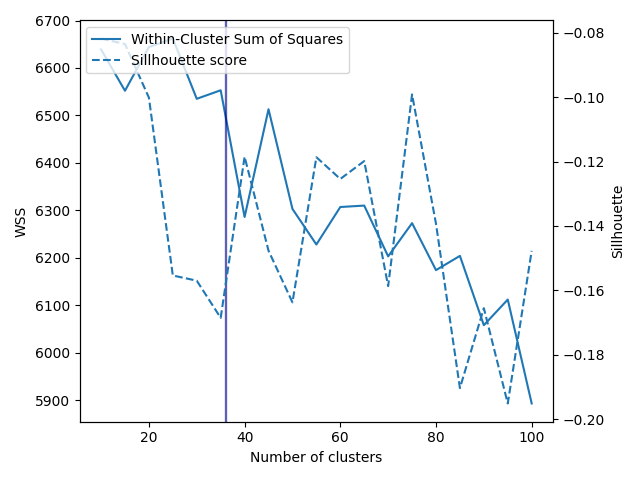 Within-Cluster Sum of Squares
Sillhouette score
6700
6600
6500
6400
6300
6200
6100
6000
5900
WSS
−0.08
−0.10
−0.12
−0.14
−0.16
−0.18
−0.20
Sillhouette
20 40 60 80 100
Number of clusters